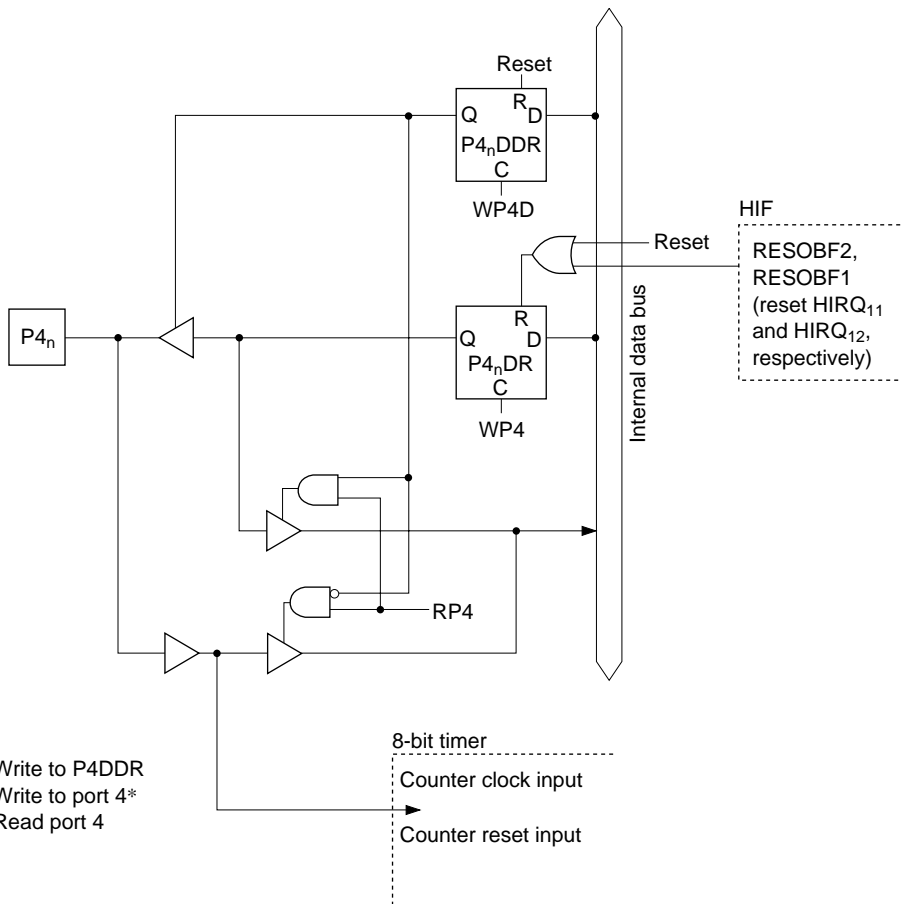 Reset
R
Q
D
P4nDDR
C
WP4D
HIF
Reset
RESOBF2,
RESOBF1
(reset HIRQ11
and HIRQ12,
respectively)
P4n
R
Q
D
P4nDR
C
WP4
Internal data bus
RP4
8-bit timer
Write to P4DDR
Counter clock input
Write to port 4*
Read port 4
Counter reset input